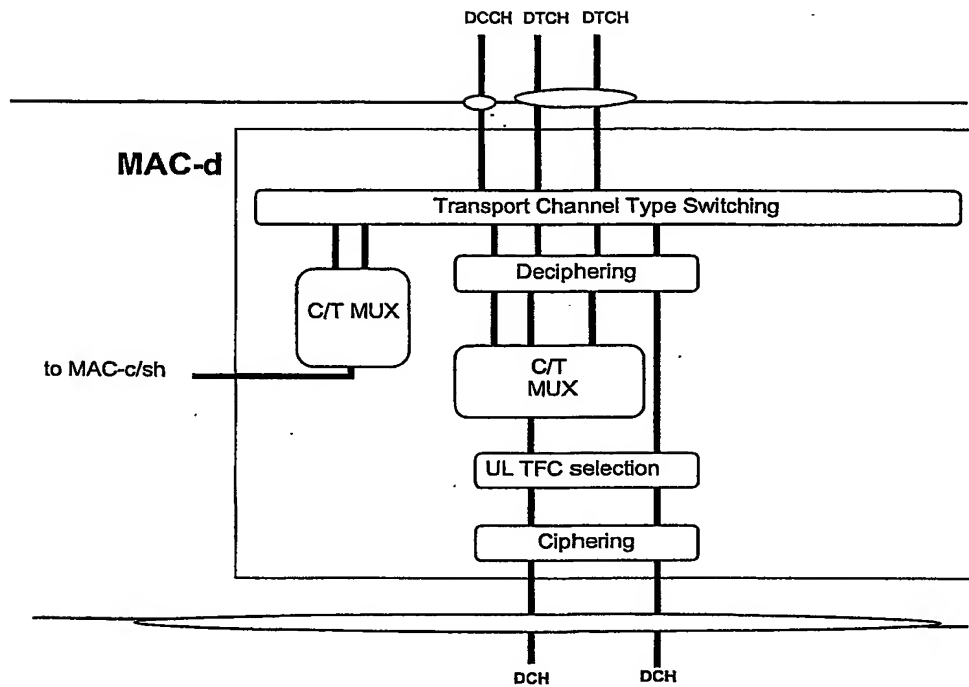 DCCH DTCH DTCH
MAC-d
Transport Channel Type Switching
Deciphering
C/T MUX
to MAC-c/sh
C/T
MUX
UL TFC selection
Ciphering
DCH DCH